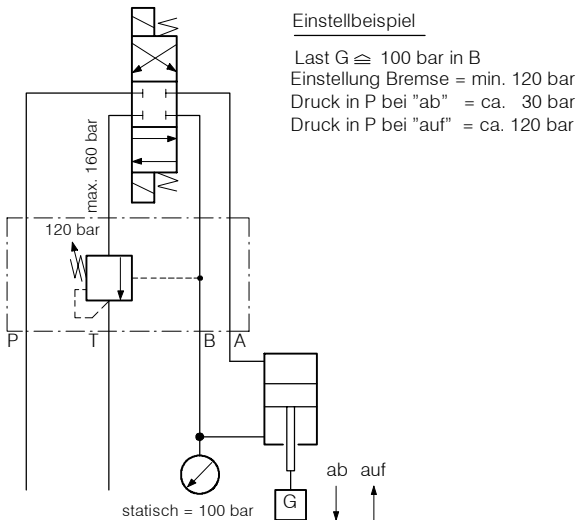 Einstellbeispiel
Last G ≙ 100 bar in B
Einstellung Bremse = min. 120 bar
Druck in P bei ”ab” = ca. 30 bar
Druck in P bei ”auf” = ca. 120 bar
max. 160 bar
120 bar
P T B A
ab auf
G
statisch = 100 bar